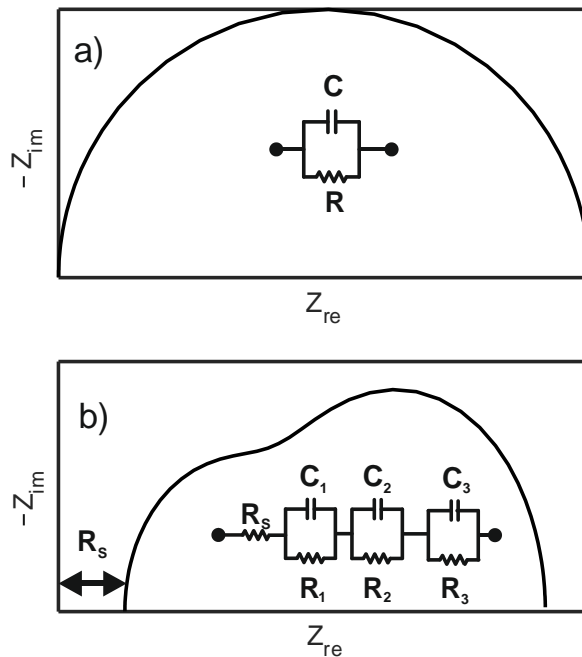 a)
C
R
-Z_im
Z_re
b)
C_1 C_2 C_3
R_s
R_s
R_1 R_2 R_3
-Z_im
Z_re